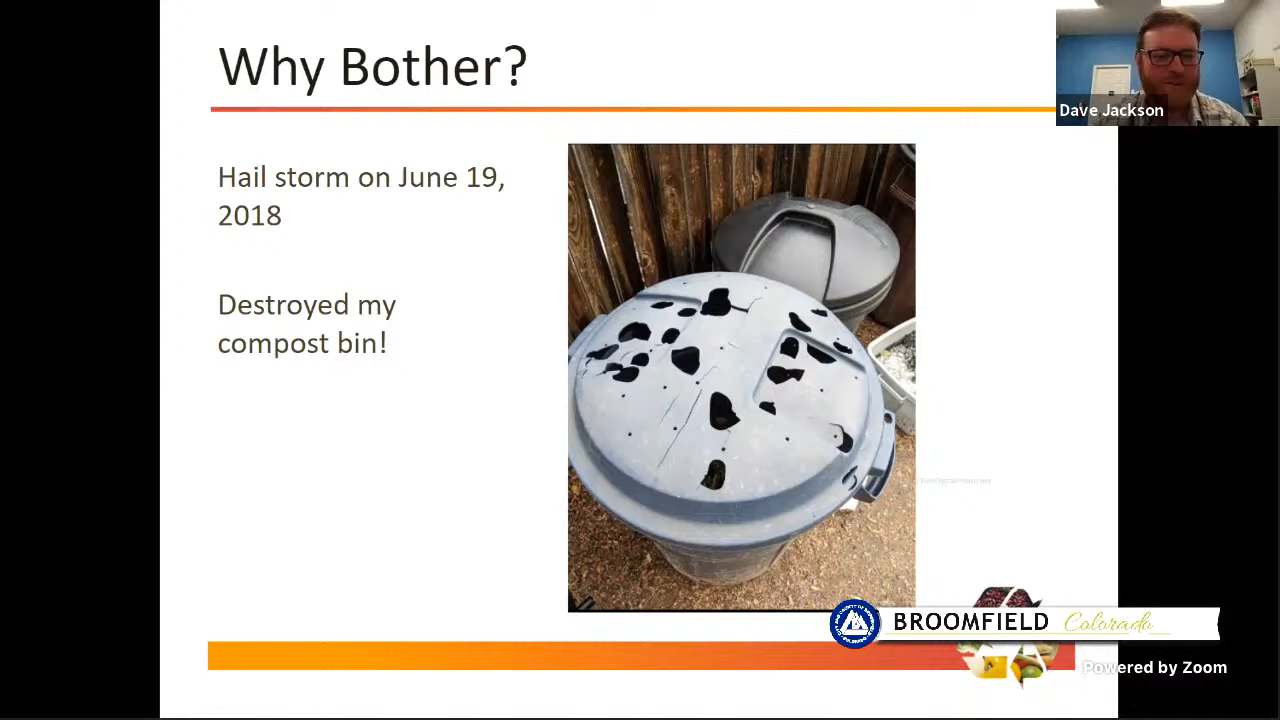 Why Bother?
Dave Jackson
Hail storm on June 19,
2018
Destroyed my
compost bin!
BROOMFIELD Colorado
Powered by Zoom